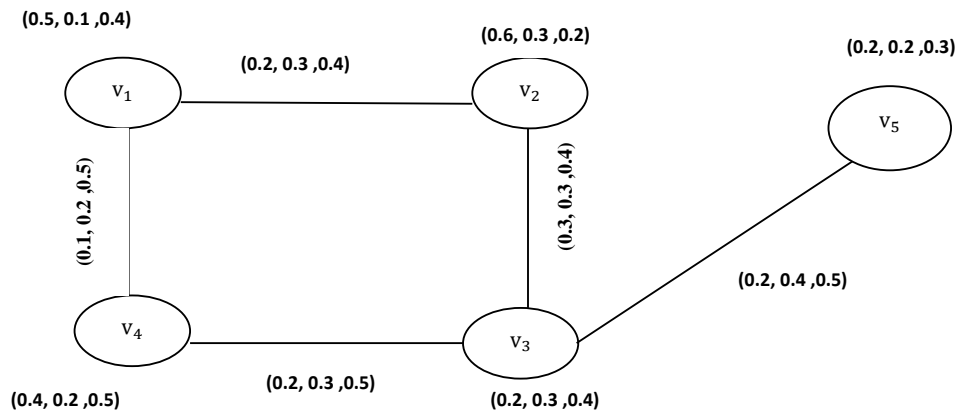 (0.5, 0.1 ,0.4)
(0.6, 0.3 ,0.2)
(0.2, 0.2 ,0.3)
(0.2, 0.3 ,0.4)
v₁
v₂
v₅
(0.1, 0.2 ,0.5)
(0.3, 0.3 ,0.4)
(0.2, 0.4 ,0.5)
v₄
v₃
(0.2, 0.3 ,0.5)
(0.4, 0.2 ,0.5)
(0.2, 0.3 ,0.4)